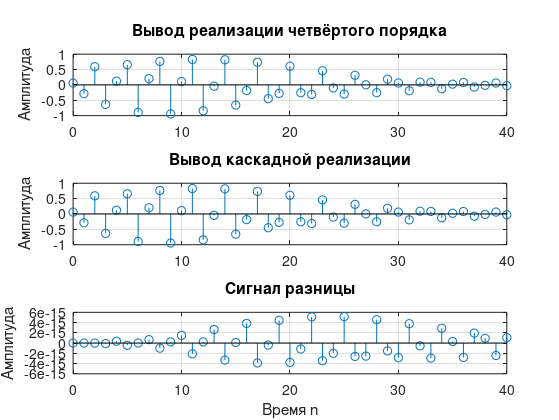 Вывод реализации четвёртого порядка
Амплитуда
1
0.5
0
-0.5
-1
0 10 20 30 40
Вывод каскадной реализации
Амплитуда
1
0.5
0
-0.5
-1
0 10 20 30 40
Сигнал разницы
Амплитуда
6e-15
4e-15
2e-15
0
-2e-15
-4e-15
-6e-15
0 10 20 30 40
Время n